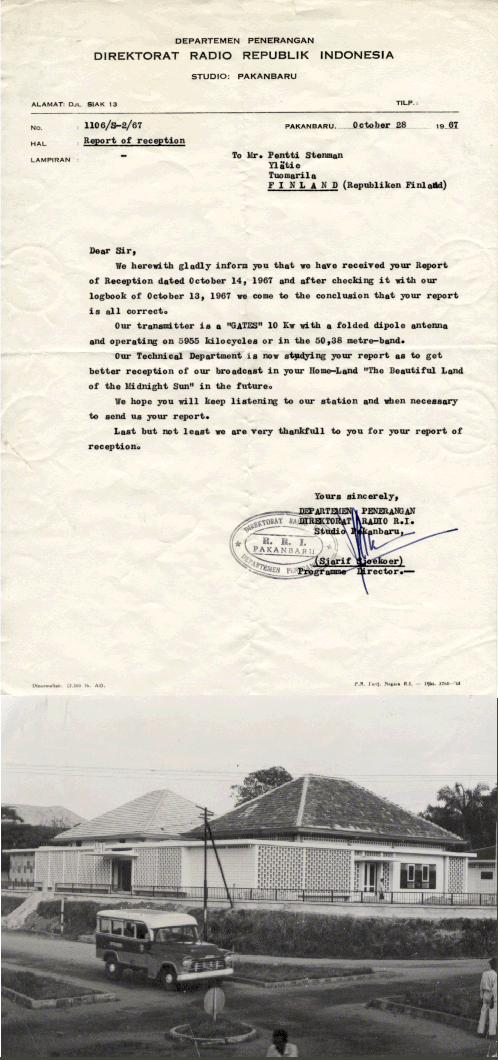 DEPARTEMEN PENERANGAN
DIREKTORAT RADIO REPUBLIK INDONESIA
STUDIO: PAKANBARU
ALAMAT: DJL. SIAK 13
TILP.:
No. : 1106/S-2/67
PAKANBARU, October 28 1967
HAL : Report of reception
LAMPIRAN : -
To Mr. Pentti Stenman
Ylätie
Tuomarila
F I N L A N D (Republiken Finland)
Dear Sir,
We herewith gladly inform you that we have received your Report
of Reception dated October 14, 1967 and after checking it with our
logbook of October 13, 1967 we come to the conclusion that your report
is all correct.
Our transmitter is a "GATES" 10 Kw with a folded dipole antenna
and operating on 5955 kilocycles or in the 50,38 metre-band.
Our Technical Department is now studying your report as to get
better reception of our broadcast in your Home-Land "The Beautiful Land
of the Midnight Sun" in the future.
We hope you will keep listening to our station and when necessary
to send us your report.
Last but not least we are very thankfull to you for your report of
reception.
Yours sincerely,
DEPARTEMEN PENERANGAN
DIREKTORAT RADIO R.I.
Studio Pakanbaru,
DIREKTORAT
R. R. I.
PAKANBARU
DEPARTEMEN
(Sjarif Sjoekoer)
Programme Director.-